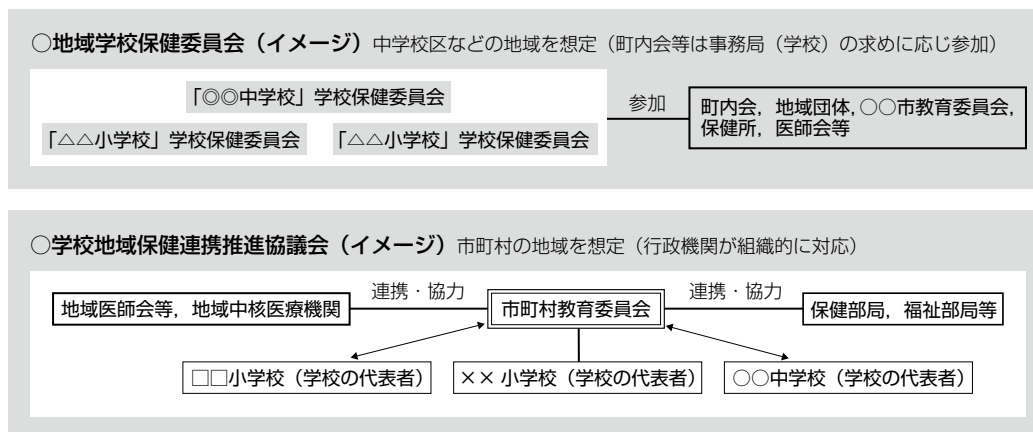 ○地域学校保健委員会（イメージ）中学校区などの地域を想定（町内会等は事務局（学校）の求めに応じ参加）
「◎◎中学校」学校保健委員会
「△△小学校」学校保健委員会
「△△小学校」学校保健委員会
参加
町内会，地域団体，○○市教育委員会，
保健所，医師会等
○学校地域保健連携推進協議会（イメージ）市町村の地域を想定（行政機関が組織的に対応）
地域医師会等，地域中核医療機関
連携・協力
市町村教育委員会
連携・協力
保健部局，福祉部局等
□□小学校（学校の代表者）
××小学校（学校の代表者）
○○中学校（学校の代表者）